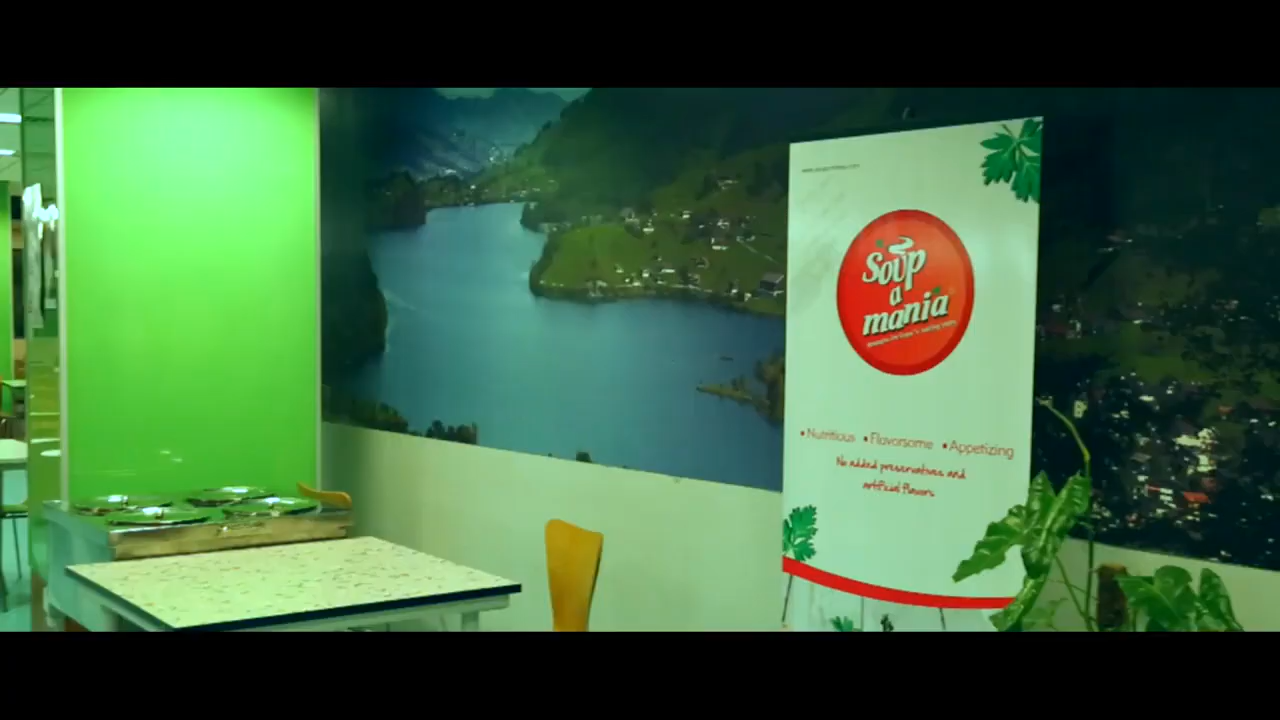 Soup
a
mania
• Nutritious • Flavorsome • Appetizing
No added preservatives and
artificial flavors